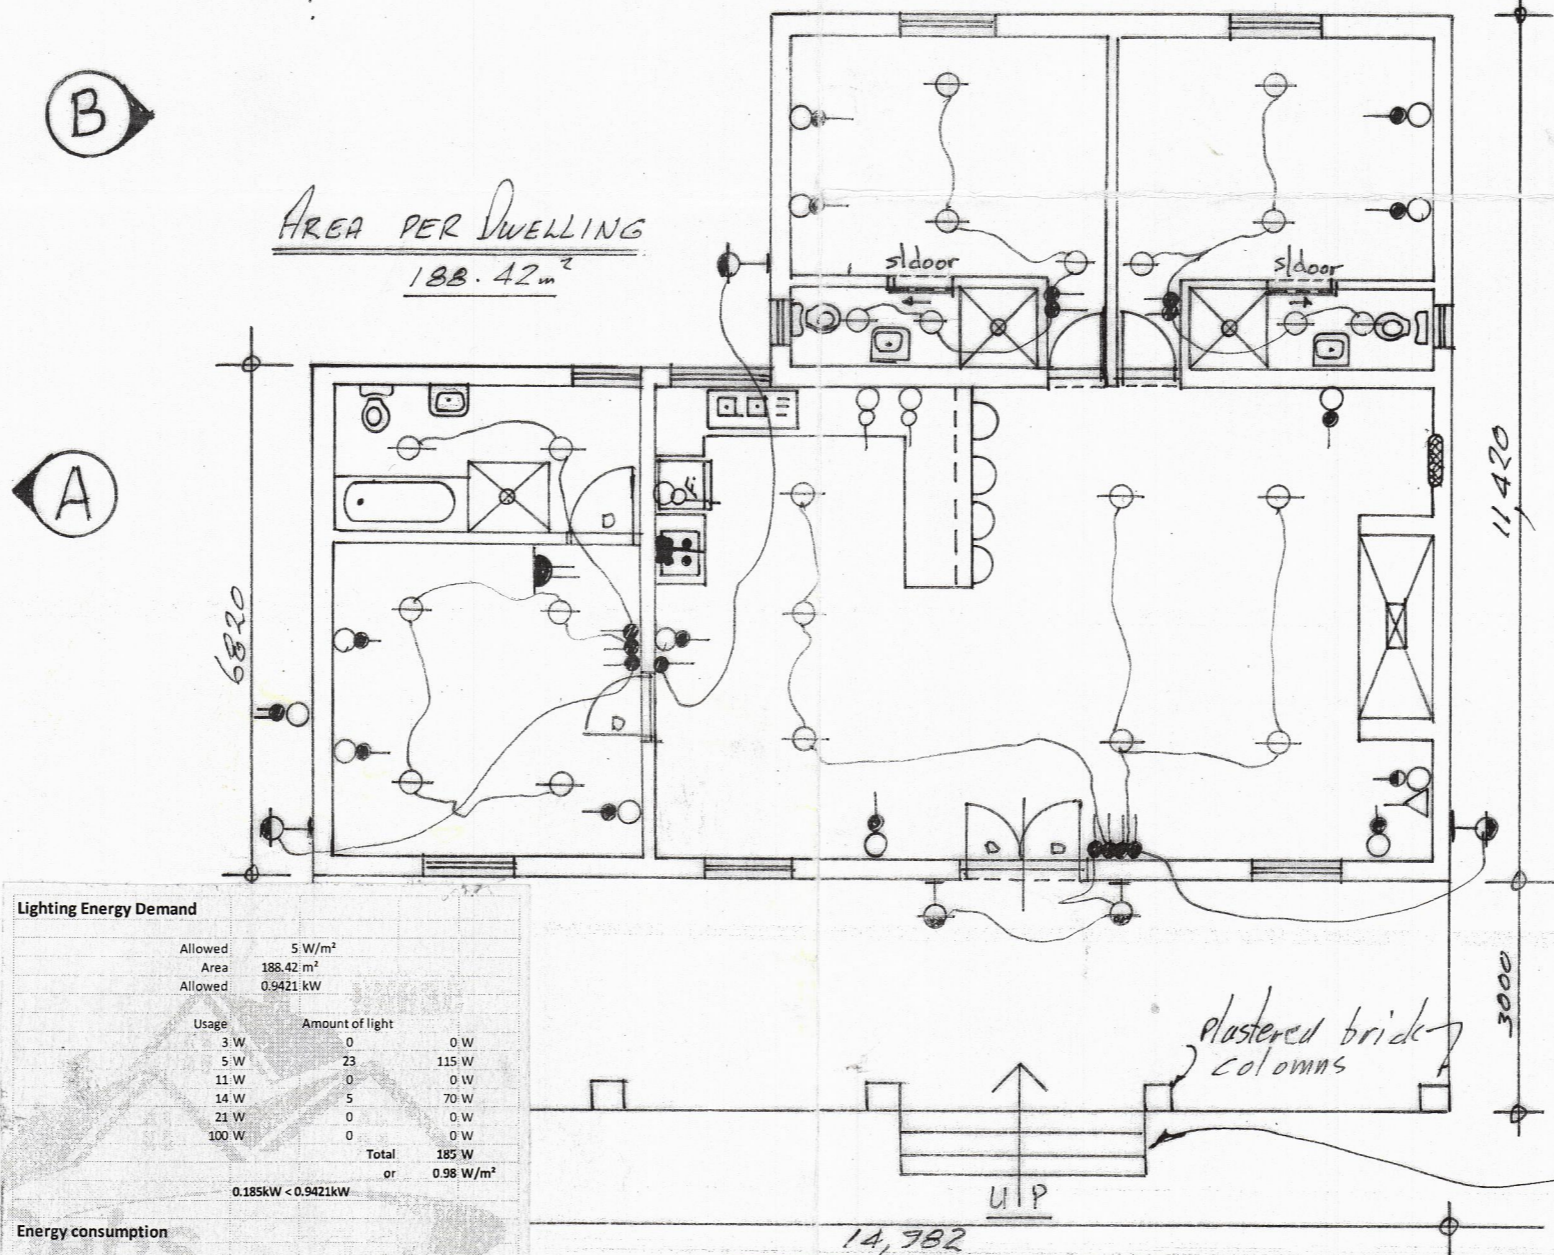 B
AREA PER DWELLING
188.42m²
sldoor
sldoor
A
6820
11420
F
D
D
D
D
3000
plastered brick
colomns
UP
14,982
Lighting Energy Demand
Allowed 5 W/m²
Area 188.42 m²
Allowed 0.9421 kW
Usage Amount of light
3 W 0 0 W
5 W 23 115 W
11 W 0 0 W
14 W 5 70 W
21 W 0 0 W
100 W 0 0 W
Total 185 W
or 0.98 W/m²
0.185kW < 0.9421kW
Energy consumption